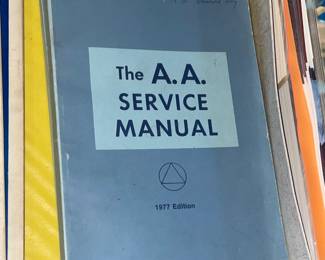 The A.A.
SERVICE
MANUAL
1977 Edition